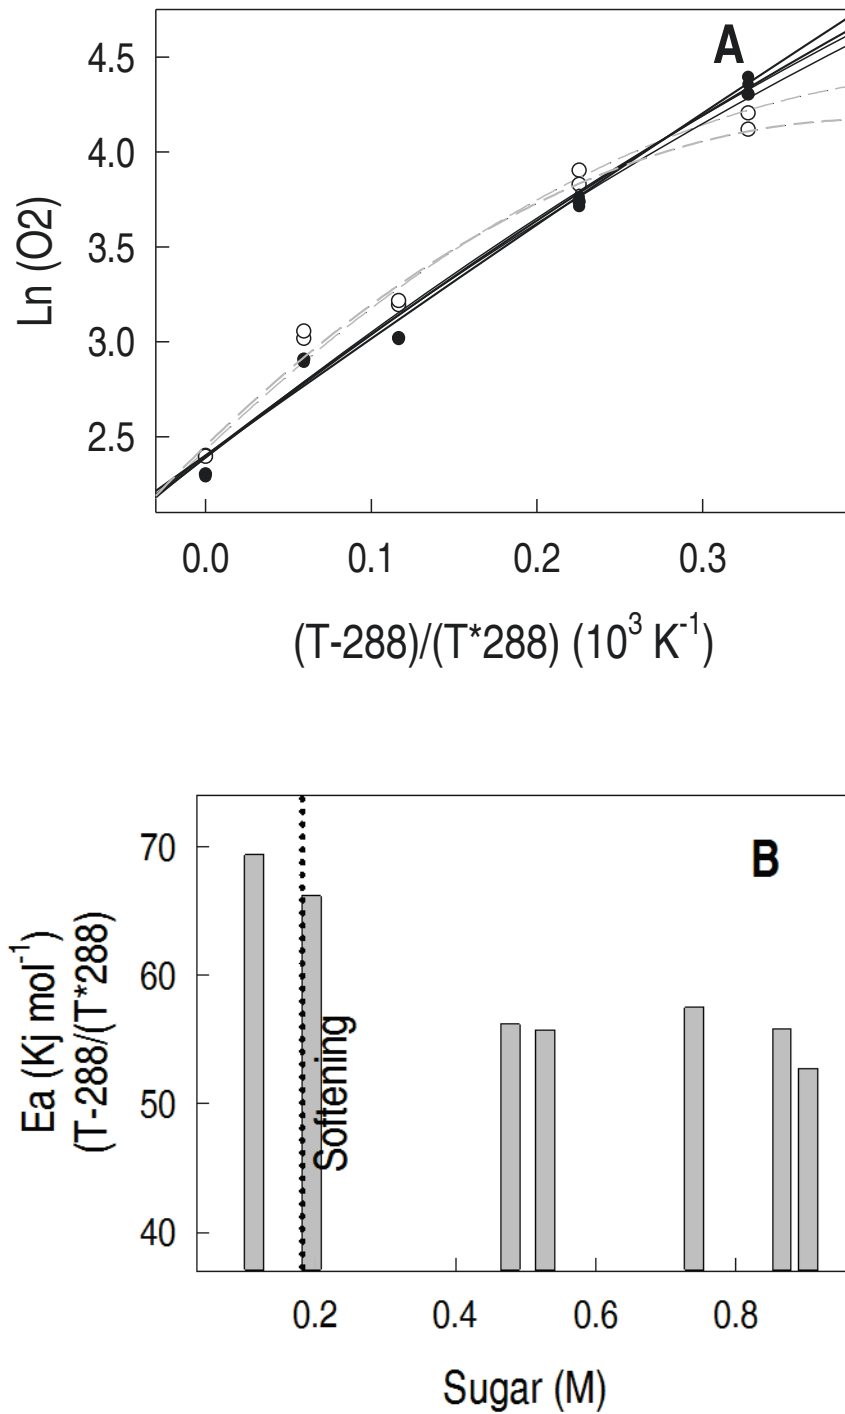 A
4.5
4.0
3.5
3.0
2.5
Ln (O2)
0.0 0.1 0.2 0.3
(T-288)/(T*288) (10³ K⁻¹)
B
70
60
50
40
Ea (Kj mol⁻¹)
(T-288/(T*288)
Softening
0.2 0.4 0.6 0.8
Sugar (M)